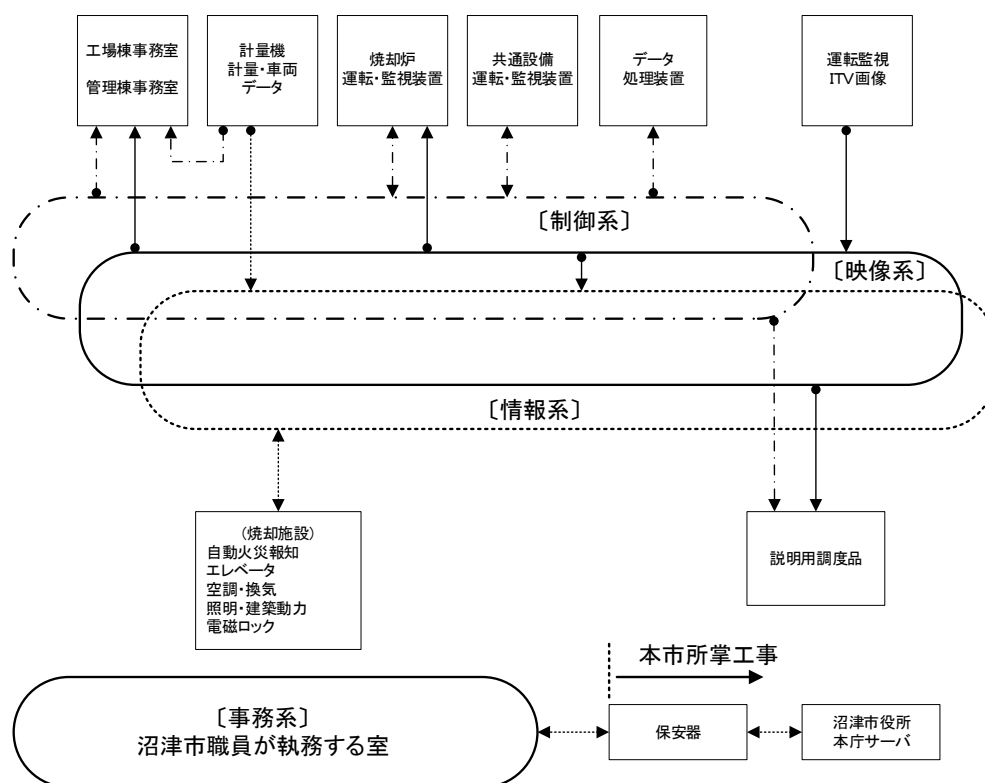 工場棟事務室
管理棟事務室
計量機
計量・車両
データ
焼却炉
運転・監視装置
共通設備
運転・監視装置
データ
処理装置
運転監視
ITV画像
〔制御系〕
〔映像系〕
〔情報系〕
(焼却施設)
自動火災報知
エレベータ
空調・換気
照明・建築動力
電磁ロック
説明用調度品
本市所掌工事
〔事務系〕
沼津市職員が執務する室
保安器
沼津市役所
本庁サーバ